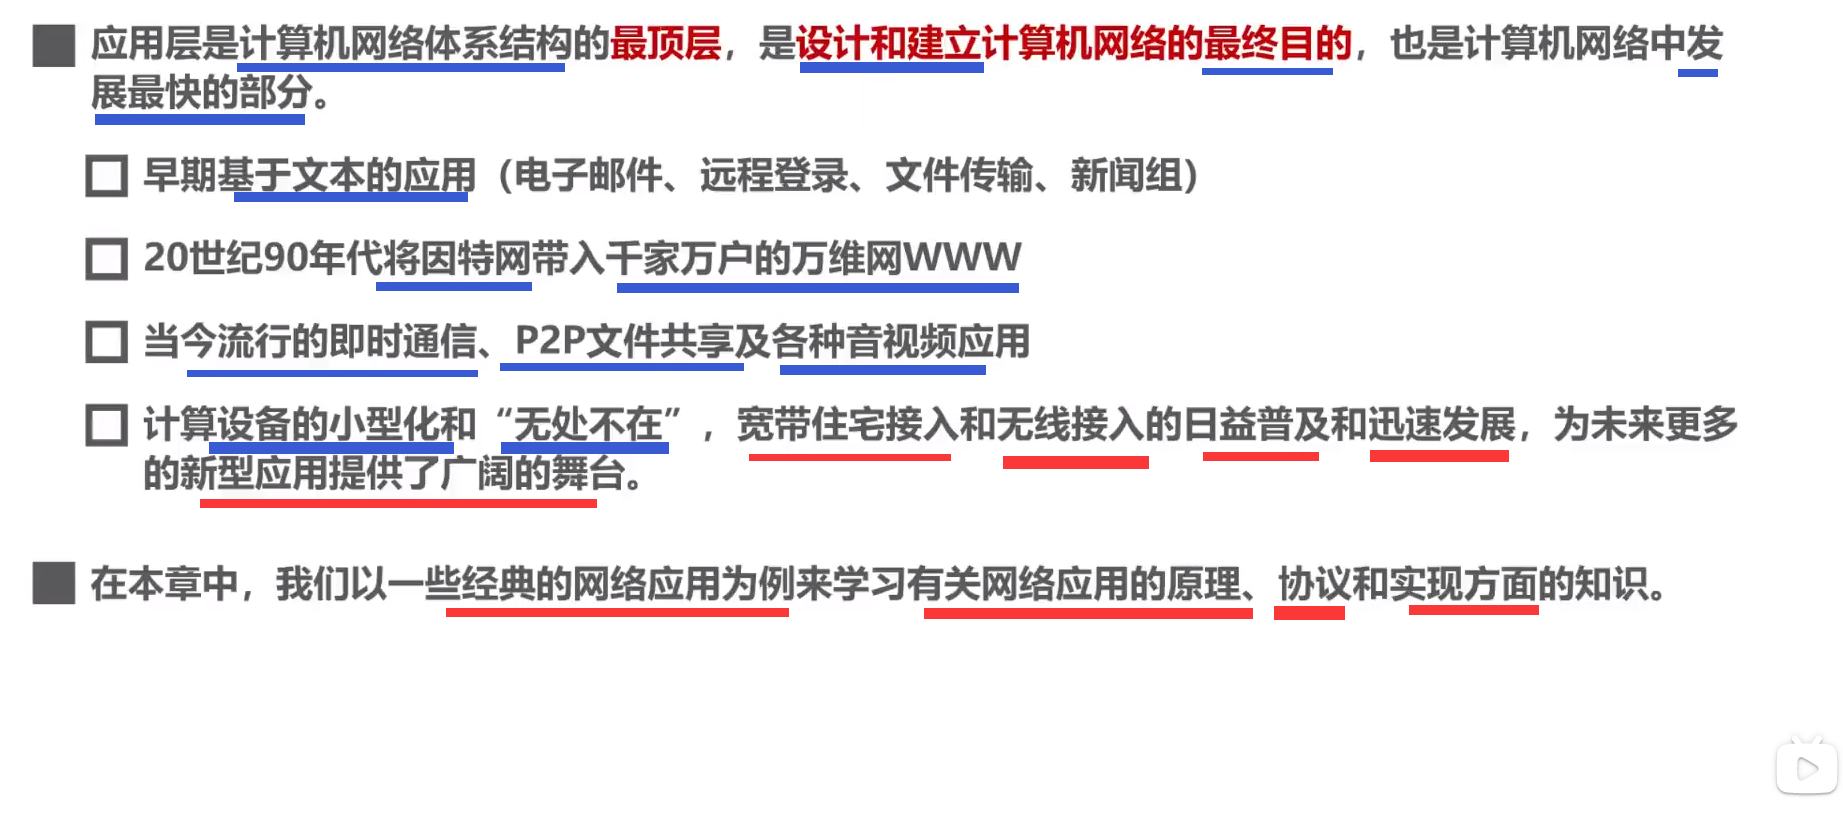 应用层是计算机网络体系结构的最顶层，是设计和建立计算机网络的最终目的，也是计算机网络中发
展最快的部分。
早期基于文本的应用（电子邮件、远程登录、文件传输、新闻组）
20世纪90年代将因特网带入千家万户的万维网WWW
当今流行的即时通信、P2P文件共享及各种音视频应用
计算设备的小型化和“无处不在”，宽带住宅接入和无线接入的日益普及和迅速发展，为未来更多
的新型应用提供了广阔的舞台。
在本章中，我们以一些经典的网络应用为例来学习有关网络应用的原理、协议和实现方面的知识。